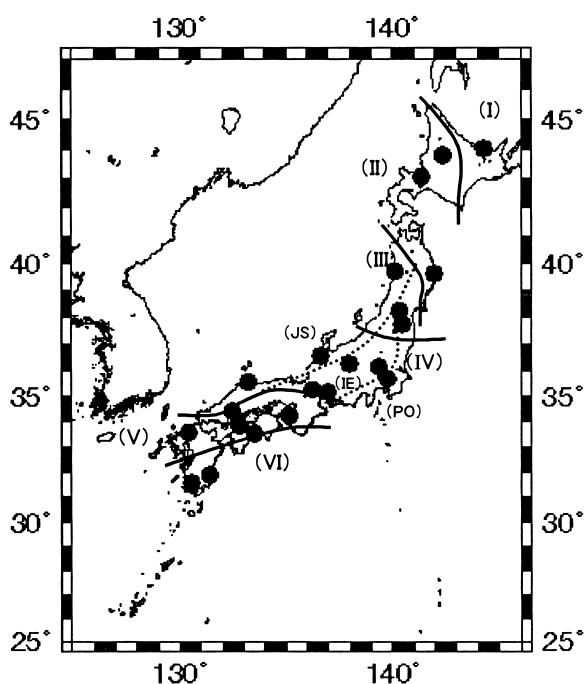 130° 140°
(I)
45° 45°
(II)
40° 40°
(III)
(JS)
(IV)
(IE)
35° 35°
(PO)
(V)
(VI)
30° 30°
25° 25°
130° 140°